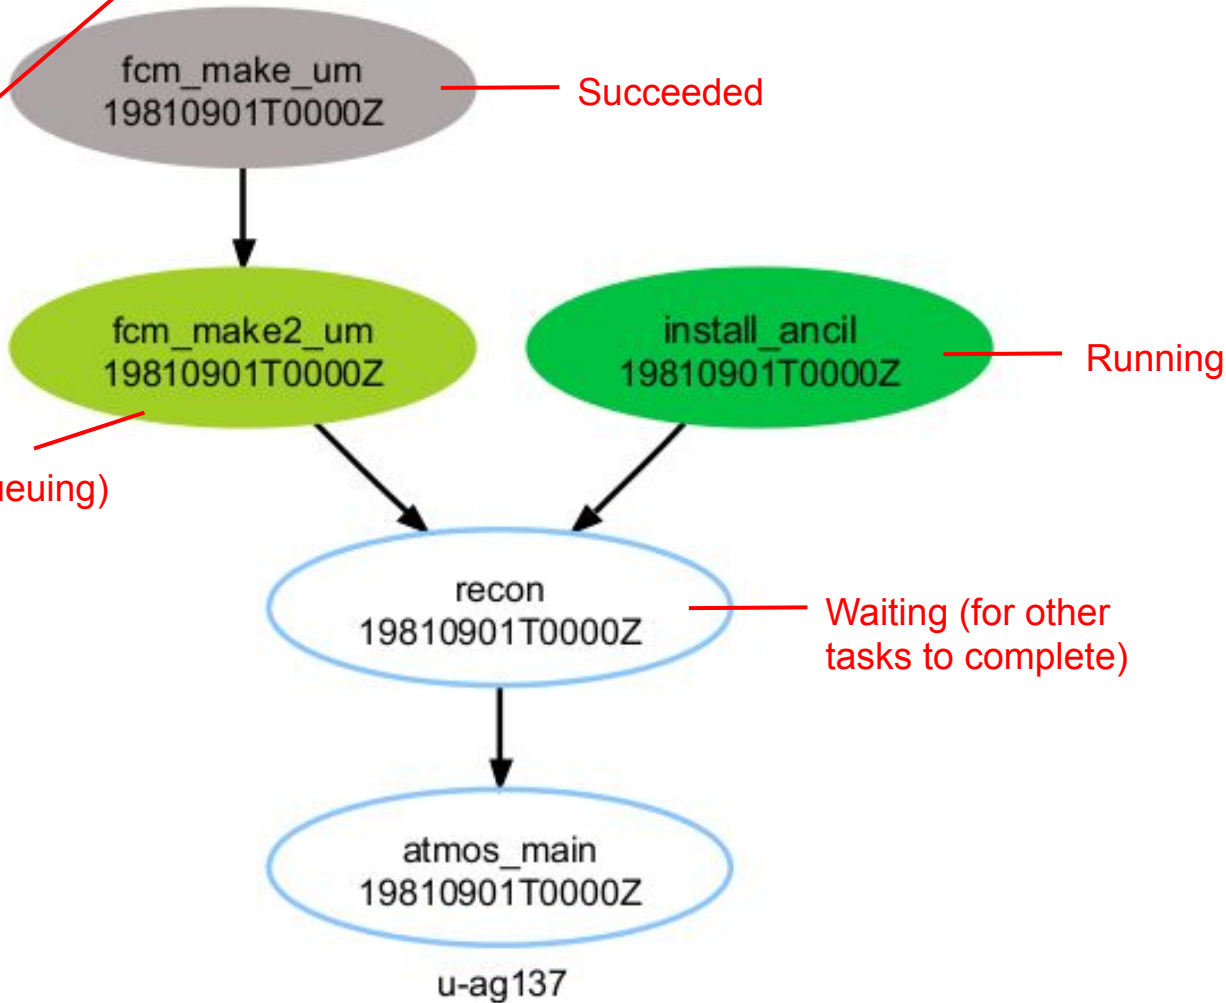 fcm_make_um
19810901T0000Z
Succeeded
fcm_make2_um
19810901T0000Z
install_ancil
19810901T0000Z
Running
ueuing)
recon
19810901T0000Z
Waiting (for other
tasks to complete)
atmos_main
19810901T0000Z
u-ag137